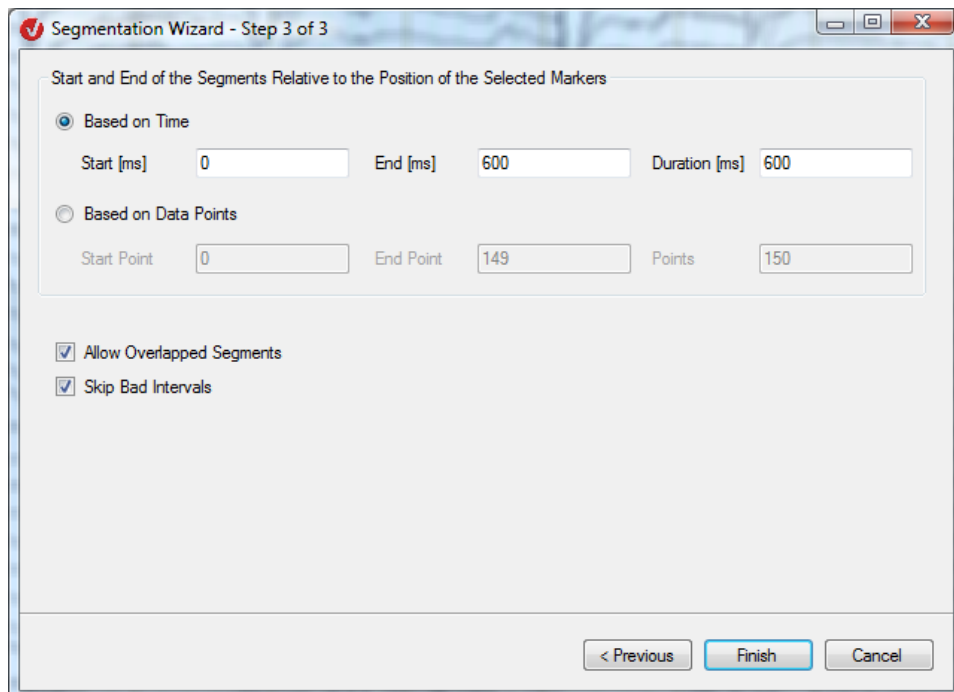 Segmentation Wizard - Step 3 of 3
Start and End of the Segments Relative to the Position of the Selected Markers
Based on Time
Start [ms] 0 End [ms] 600 Duration [ms] 600
Based on Data Points
Start Point 0 End Point 149 Points 150
Allow Overlapped Segments
Skip Bad Intervals
< Previous Finish Cancel